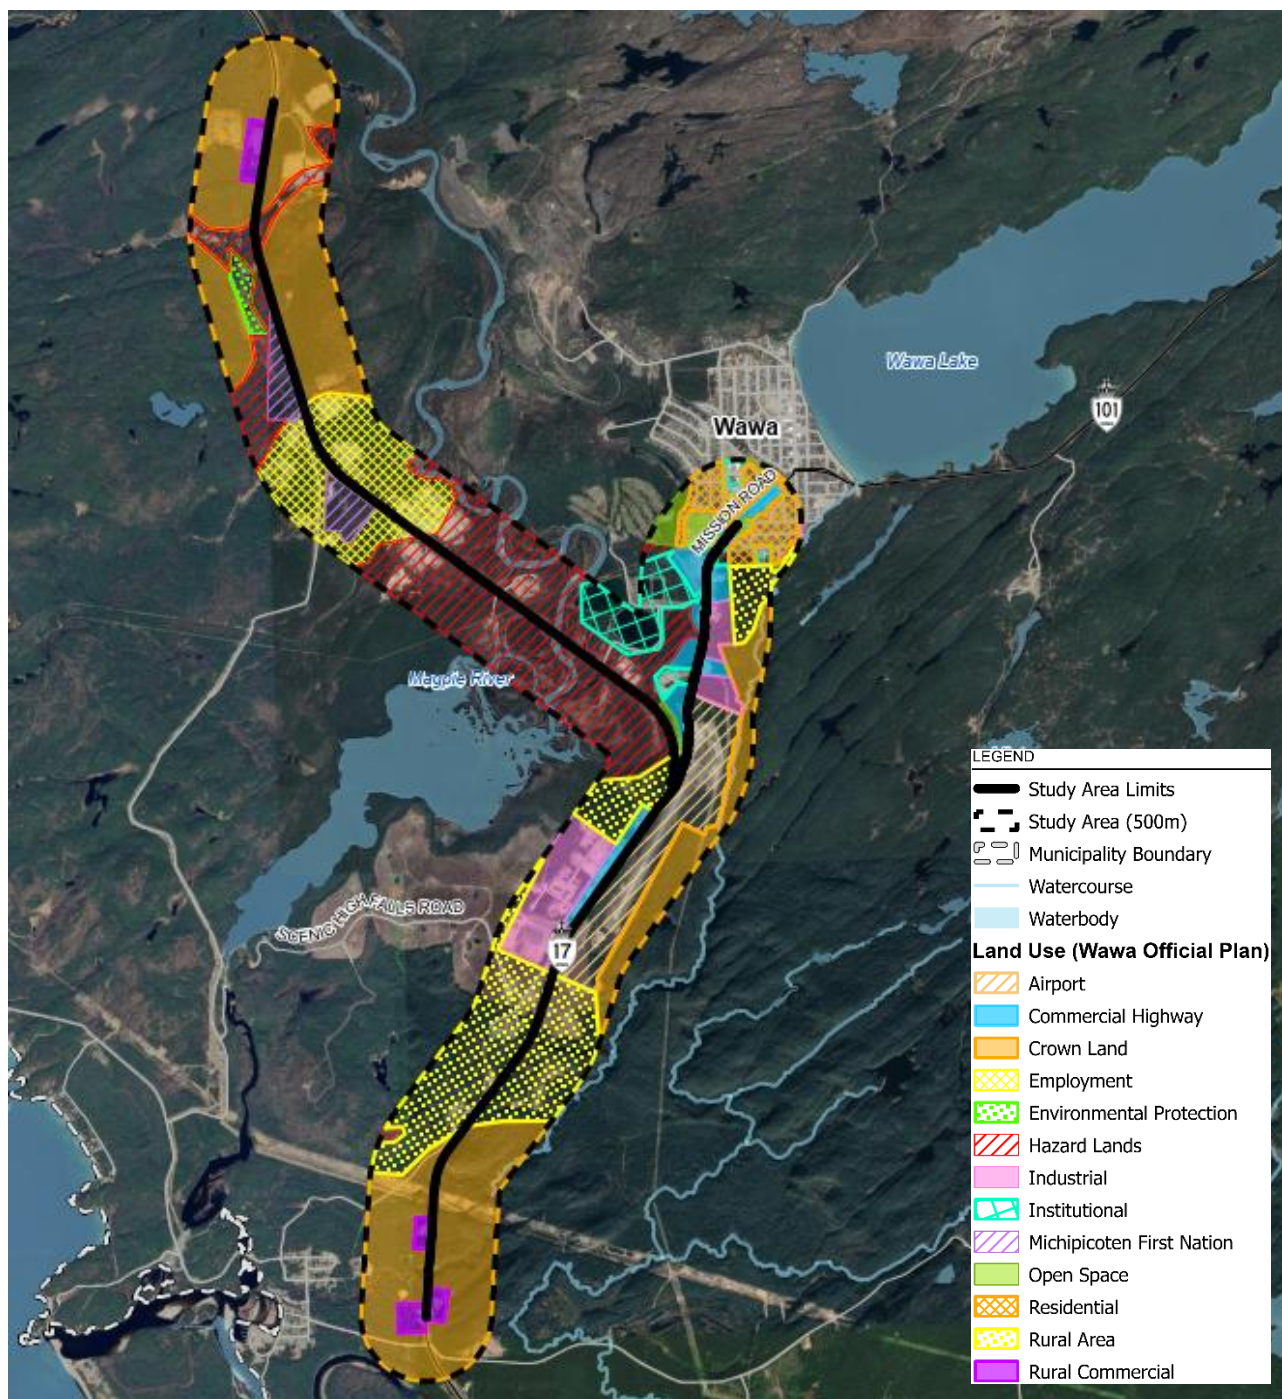 Wawa Lake
101
Wawa
MISSION ROAD
Magpie River
SCENIC HIGH FALLS ROAD
17
LEGEND
Study Area Limits
Study Area (500m)
Municipality Boundary
Watercourse
Waterbody
Land Use (Wawa Official Plan)
Airport
Commercial Highway
Crown Land
Employment
Environmental Protection
Hazard Lands
Industrial
Institutional
Michipicoten First Nation
Open Space
Residential
Rural Area
Rural Commercial